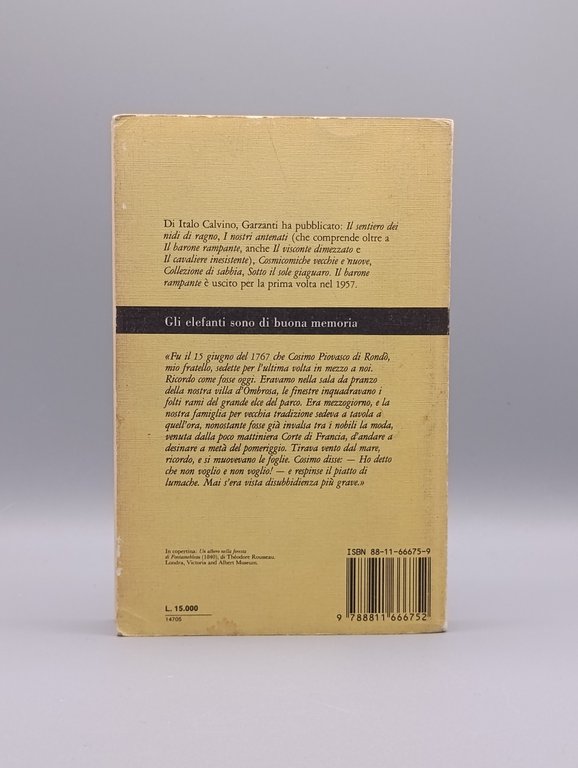 Di Italo Calvino, Garzanti ha pubblicato: Il sentiero dei
nidi di ragno, I nostri antenati (che comprende oltre a
Il barone rampante, anche Il visconte dimezzato e
Il cavaliere inesistente), Cosmicomiche vecchie e nuove,
Collezione di sabbia, Sotto il sole giaguaro. Il barone
rampante è uscito per la prima volta nel 1957.
Gli elefanti sono di buona memoria
«Fu il 15 giugno del 1767 che Cosimo Piovasco di Rondò,
mio fratello, sedette per l'ultima volta in mezzo a noi.
Ricordo come fosse oggi. Eravamo nella sala da pranzo
della nostra villa d'Ombrosa, le finestre inquadravano i
folti rami del grande elce del parco. Era mezzogiorno, e la
nostra famiglia per vecchia tradizione sedeva a tavola a
quell'ora, nonostante fosse già invalsa tra i nobili la moda,
venuta dalla poco mattiniera Corte di Francia, d'andare a
desinare a metà del pomeriggio. Tirava vento dal mare,
ricordo, e si muovevano le foglie. Cosimo disse: — Ho detto
che non voglio e non voglio! — e respinse il piatto di
lumache. Mai s'era vista disubbidienza più grave.»
In copertina: Un albero nella foresta
di Fontainebleau (1840), di Théodore Rousseau.
Londra, Victoria and Albert Museum.
ISBN 88-11-66675-9
L. 15.000
14705
9 788811 666752